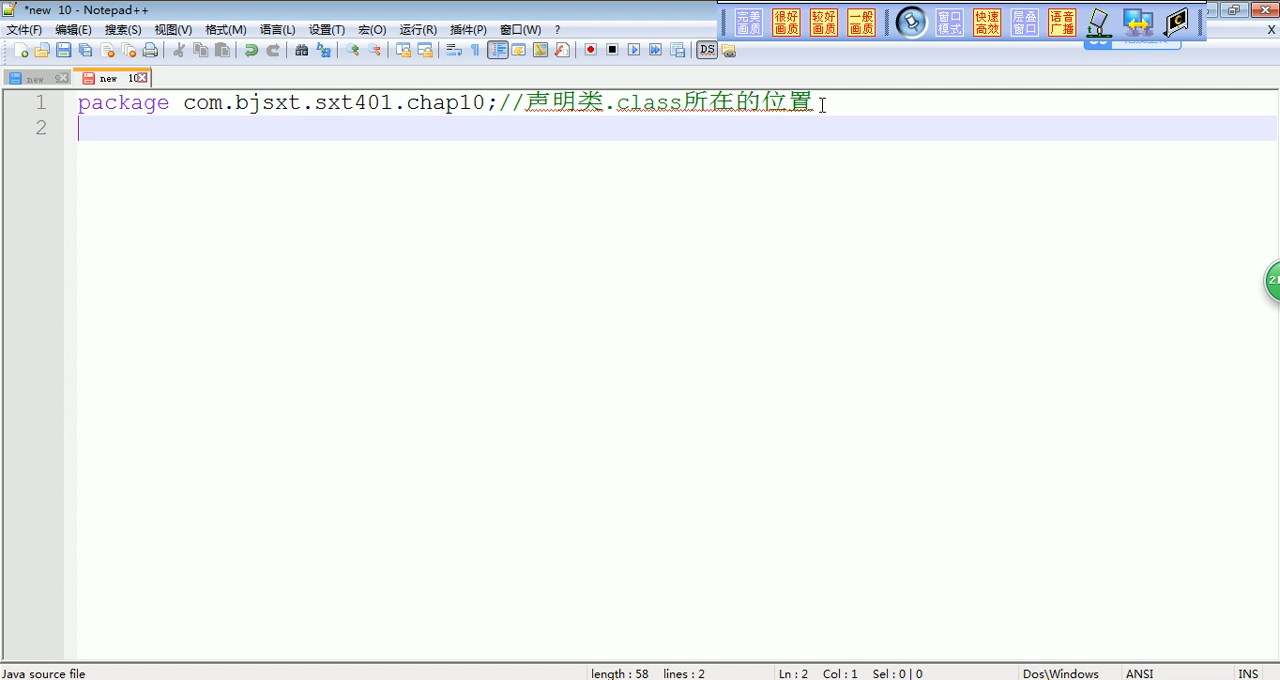 *new 10 - Notepad++
完美画质 很好画质 较好画质 一般画质 窗口模式 快速高效 层叠窗口 语音广播
文件(F) 编辑(E) 搜索(S) 视图(V) 格式(M) 语言(L) 设置(T) 宏(O) 运行(R) 插件(P) 窗口(W) ? X
new 9 new 10
1 package com.bjsxt.sxt401.chap10;//声明类.class所在的位置
2
21
Java source file length : 58 lines : 2 Ln : 2 Col : 1 Sel : 0 | 0 Dos\Windows ANSI INS